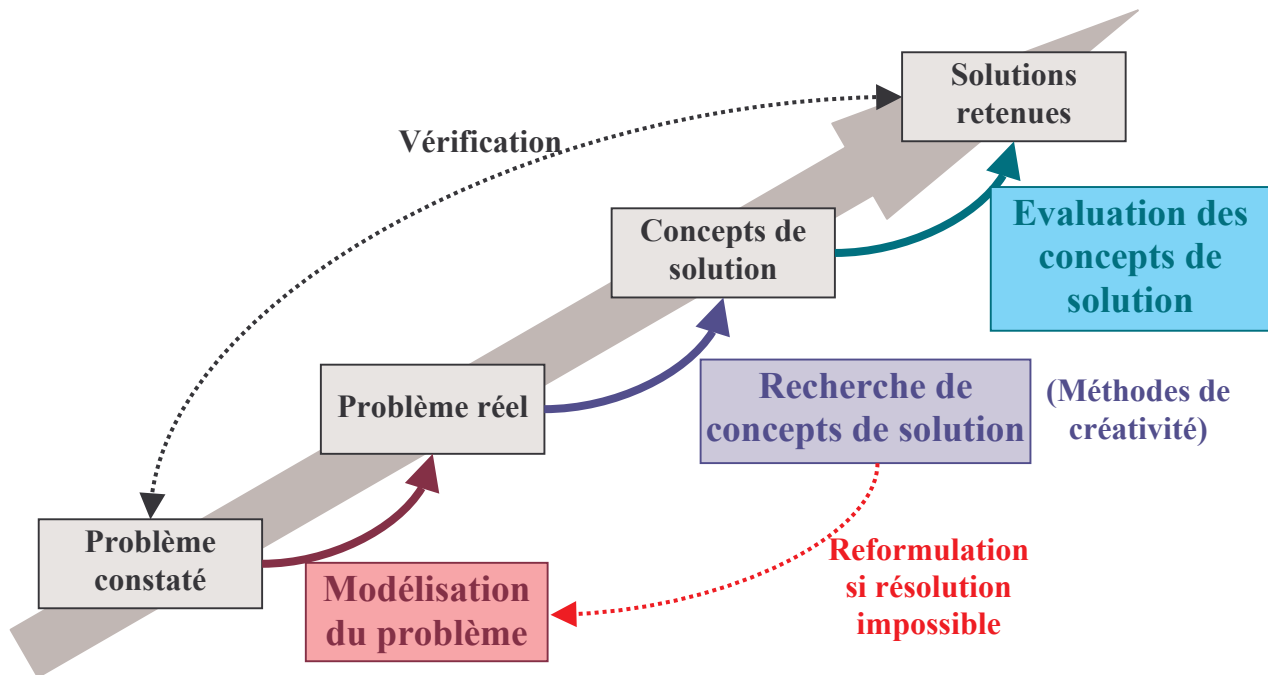 Solutions
retenues
Vérification
Evaluation des
concepts de
solution
Concepts de
solution
Problème réel
Recherche de
concepts de solution
(Méthodes de
créativité)
Problème
constaté
Modélisation
du problème
Reformulation
si résolution
impossible